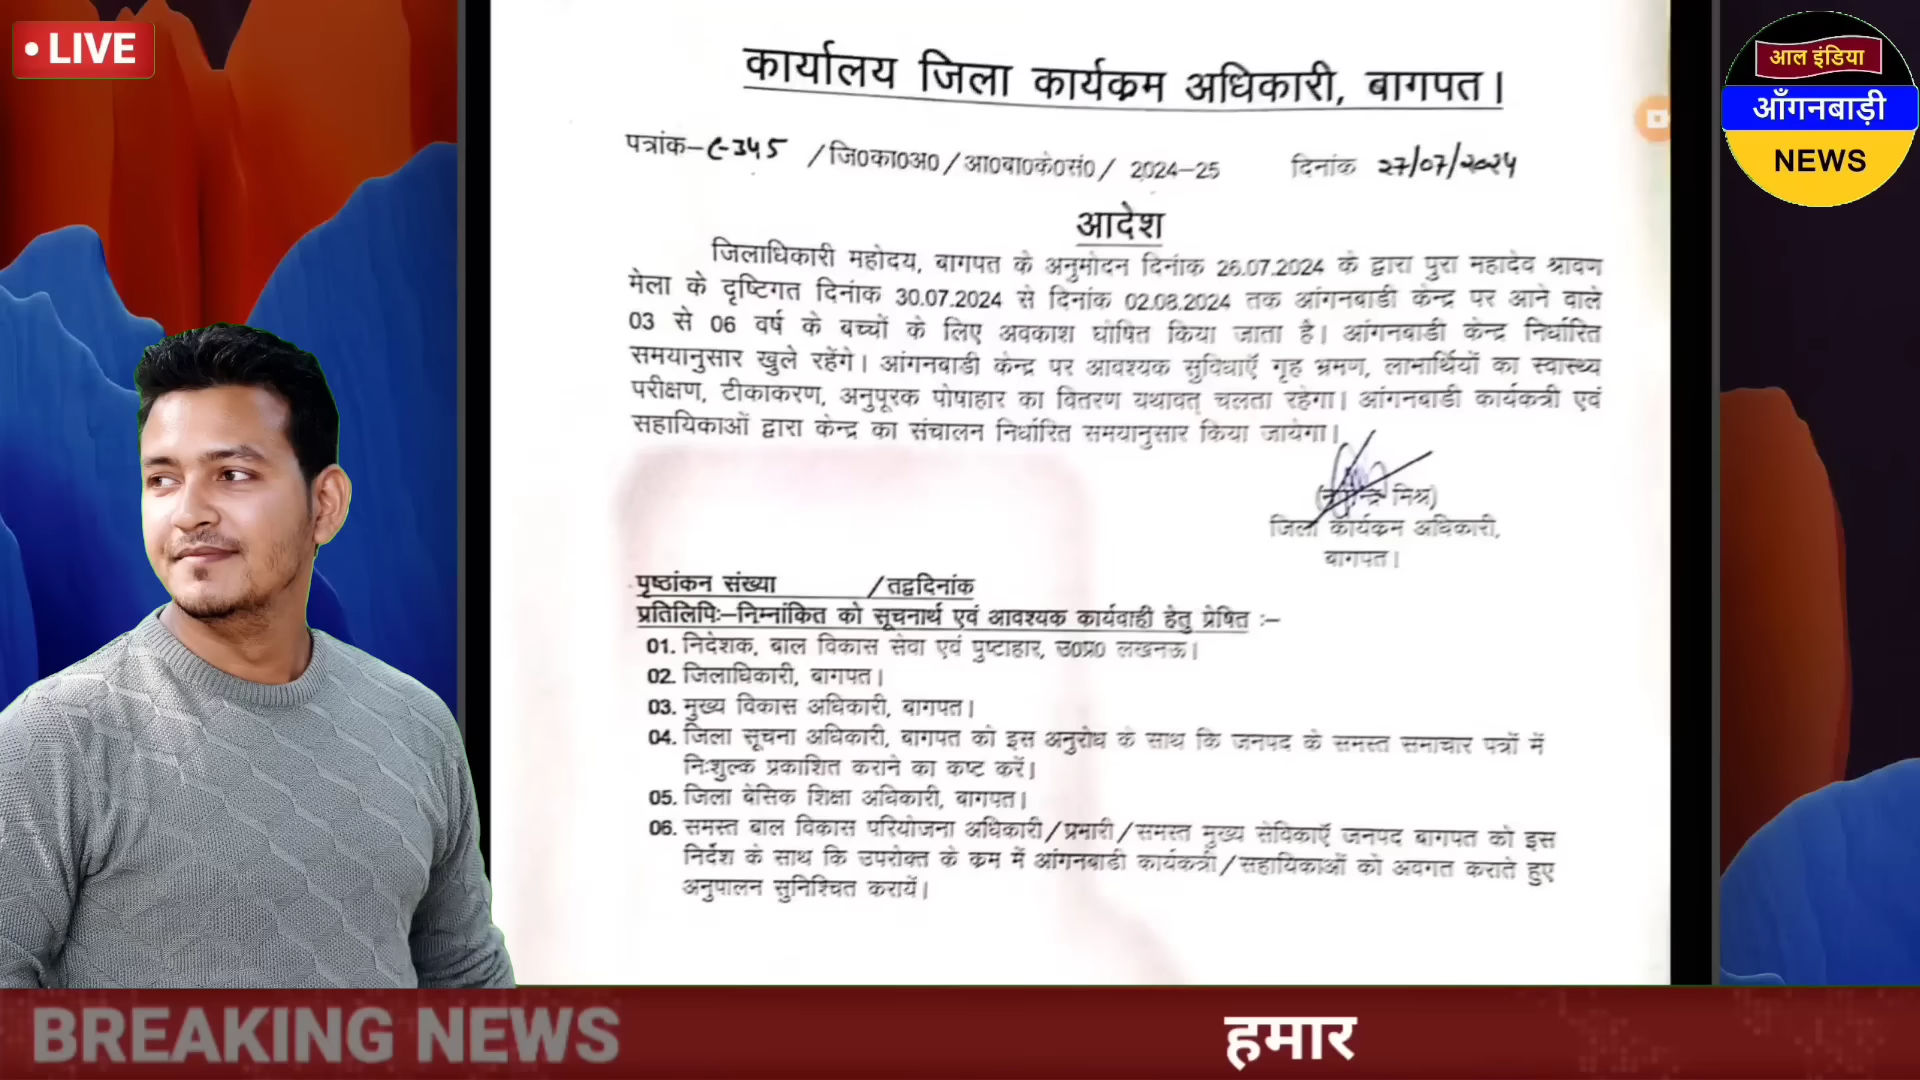 • LIVE
आल इंडिया
आँगनबाड़ी
NEWS
कार्यालय जिला कार्यक्रम अधिकारी, बागपत।
पत्रांक-C-345 /जि0का0अ0/आ0बा0के0सं0/ 2024-25 दिनांक 27/07/2024
आदेश
जिलाधिकारी महोदय, बागपत के अनुमोदन दिनांक 26.07.2024 के द्वारा पुरा महादेव श्रावण
मेला के दृष्टिगत दिनांक 30.07.2024 से दिनांक 02.08.2024 तक आंगनबाडी केन्द्र पर आने वाले
03 से 06 वर्ष के बच्चों के लिए अवकाश घोषित किया जाता है। आंगनबाडी केन्द्र निर्धारित
समयानुसार खुले रहेंगे। आंगनबाडी केन्द्र पर आवश्यक सुविधाऍ गृह भ्रमण, लाभार्थियों का स्वास्थ्य
परीक्षण, टीकाकरण, अनुपूरक पोषाहार का वितरण यथावत् चलता रहेगा। आंगनबाडी कार्यकत्री एवं
सहायिकाओं द्वारा केन्द्र का संचालन निर्धारित समयानुसार किया जायेगा।
मिश्र)
जिला कार्यक्रम अधिकारी,
बागपत।
पृष्ठांकन संख्या /तद्दिनांक
प्रतिलिपिः-निम्नांकित को सूचनार्थ एवं आवश्यक कार्यवाही हेतु प्रेषित :-
01. निदेशक, बाल विकास सेवा एवं पुष्टाहार, उ0प्र0 लखनऊ।
02. जिलाधिकारी, बागपत।
03. मुख्य विकास अधिकारी, बागपत।
04. जिला सूचना अधिकारी, बागपत को इस अनुरोध के साथ कि जनपद के समस्त समाचार पत्रों में
निःशुल्क प्रकाशित कराने का कष्ट करें।
05. जिला बेसिक शिक्षा अधिकारी, बागपत।
06. समस्त बाल विकास परियोजना अधिकारी/प्रभारी/समस्त मुख्य सेविकाऍ जनपद बागपत को इस
निर्देश के साथ कि उपरोक्त के क्रम में आंगनबाडी कार्यकत्री/सहायिकाओं को अवगत कराते हुए
अनुपालन सुनिश्चित करायें।
BREAKING NEWS
हमार